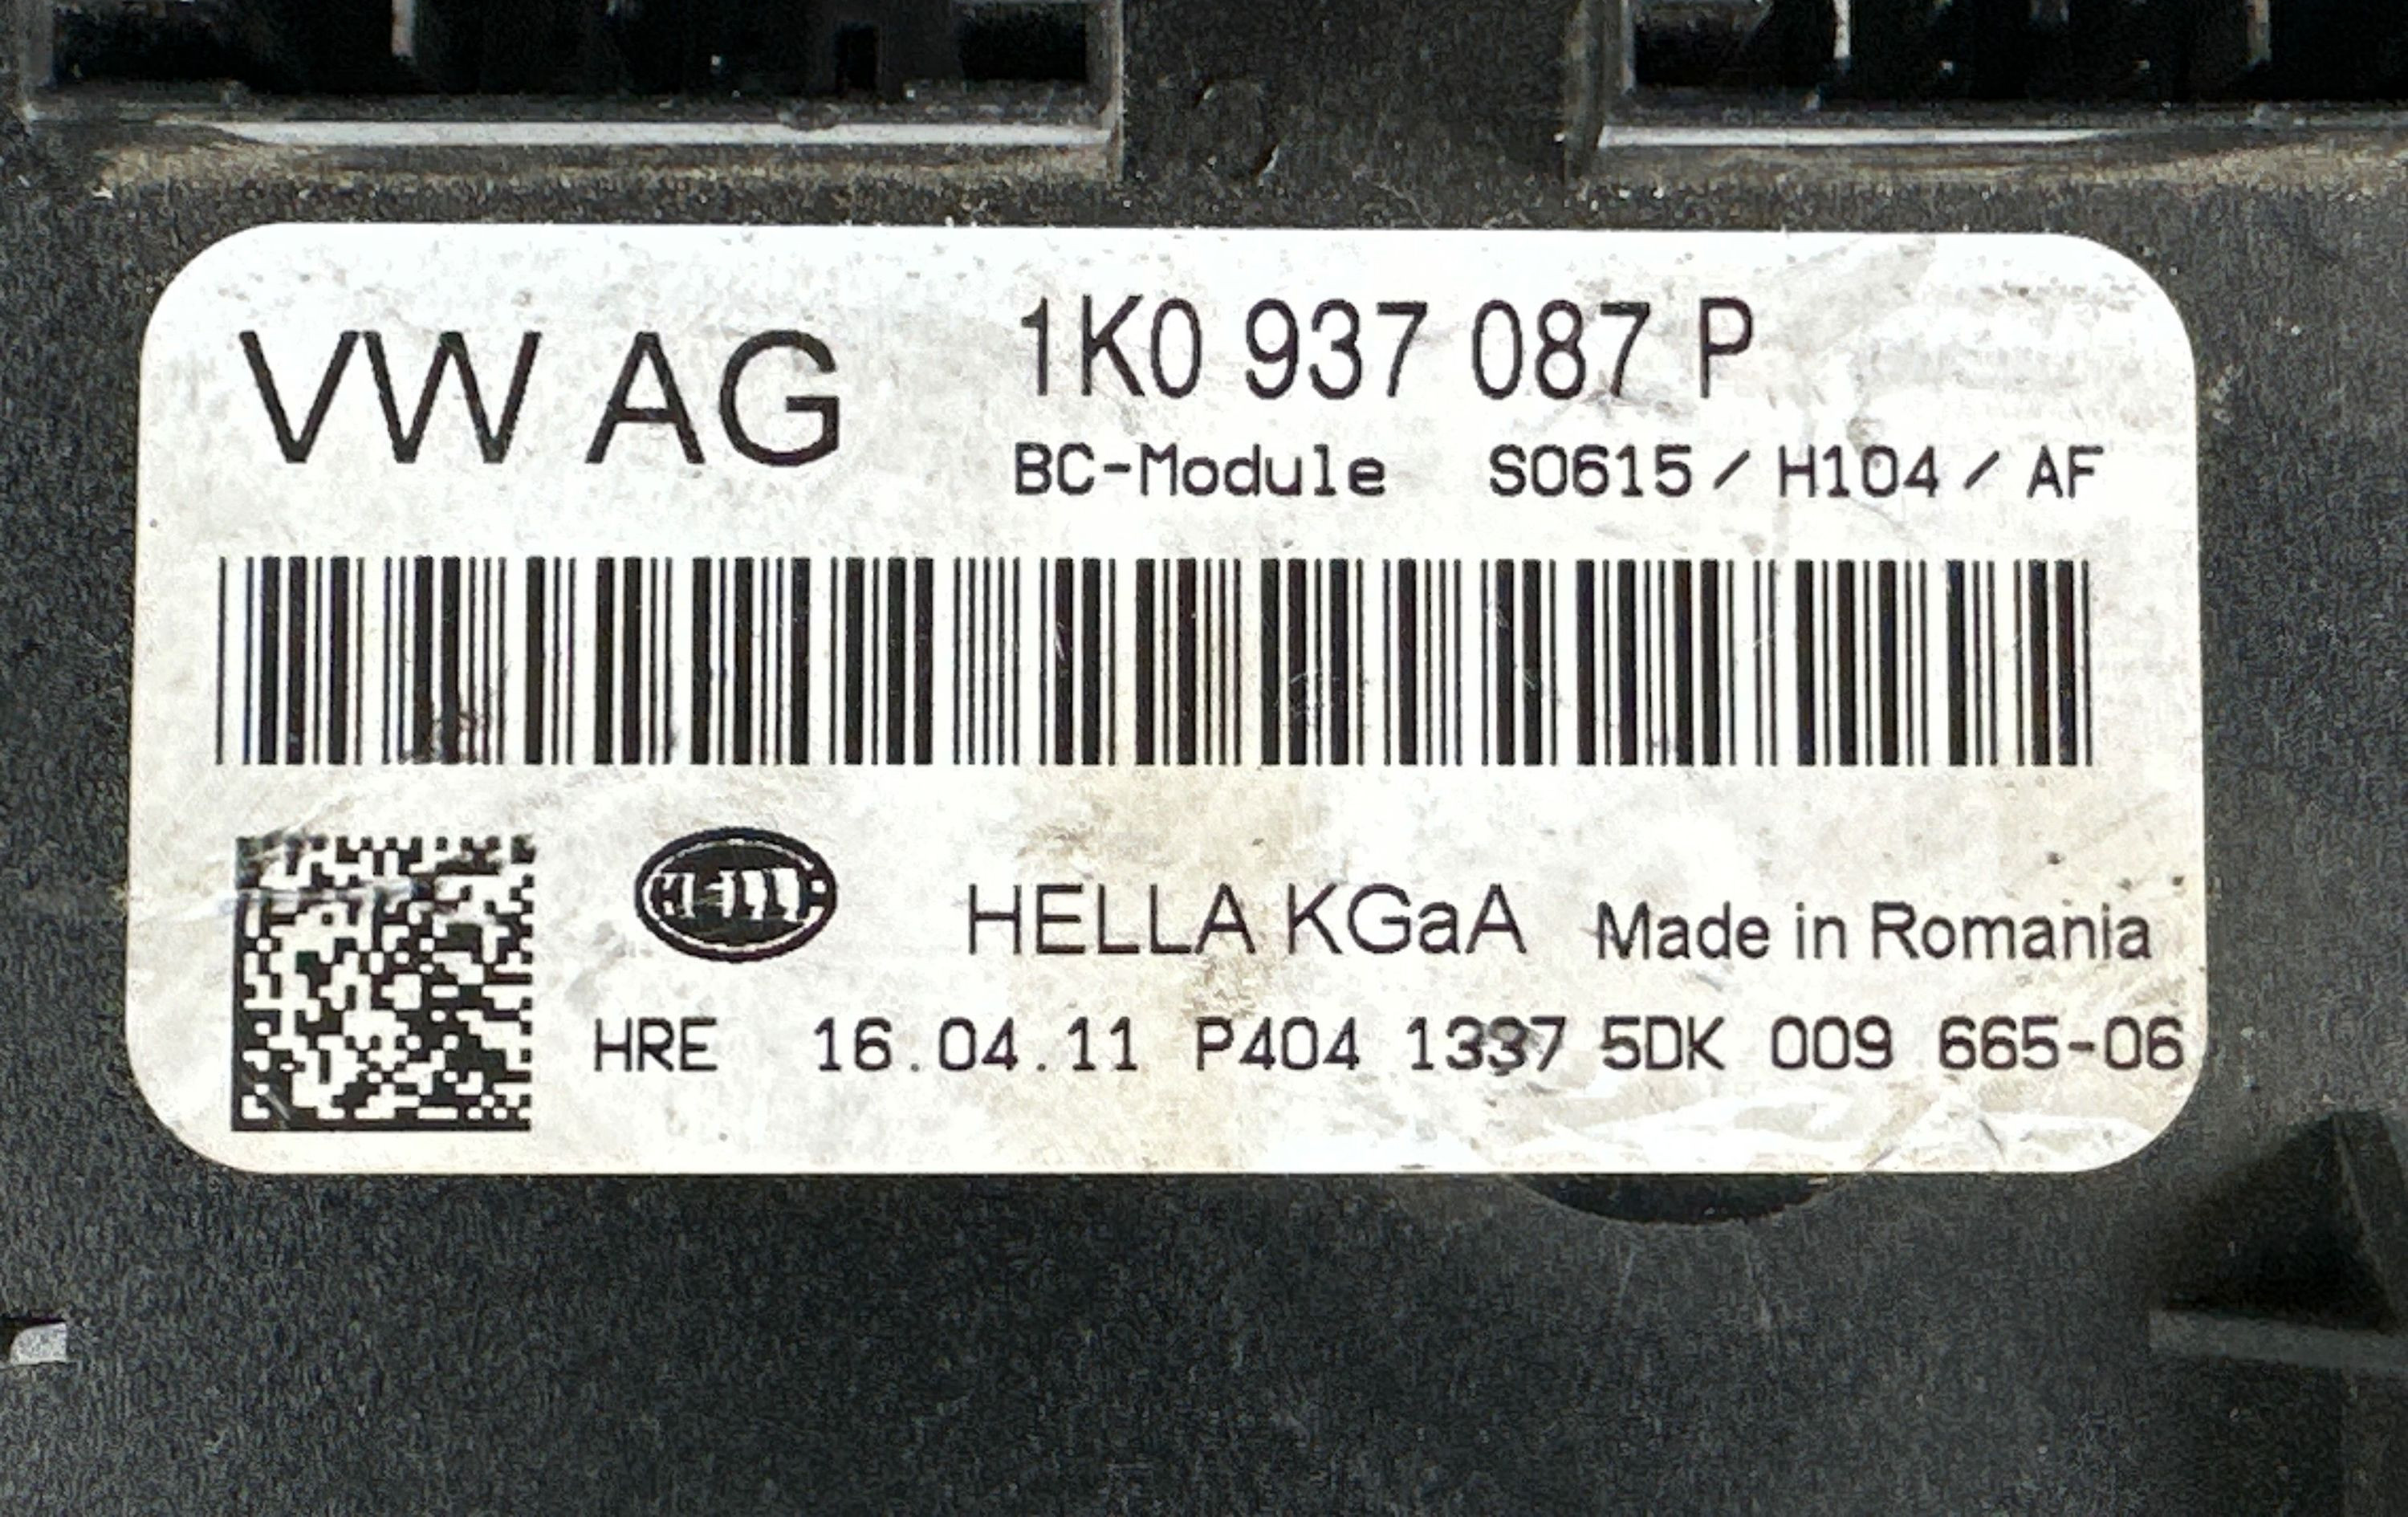 VW AG 1K0 937 087 P
BC-Module S0615 / H104 / AF
HELLA HELLA KGaA Made in Romania
HRE 16.04.11 P404 1337 5DK 009 665-06